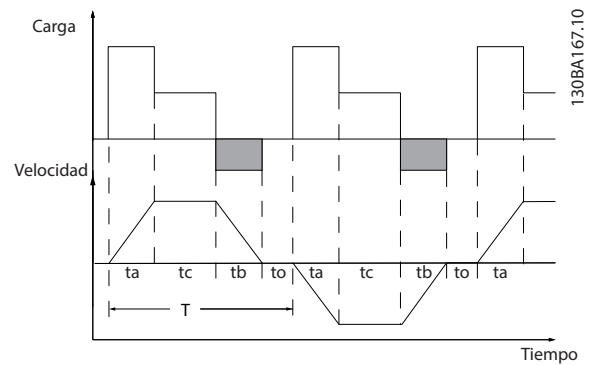 Carga
130BA167.10
Velocidad
ta tc tb to ta tc tb to ta
T
Tiempo